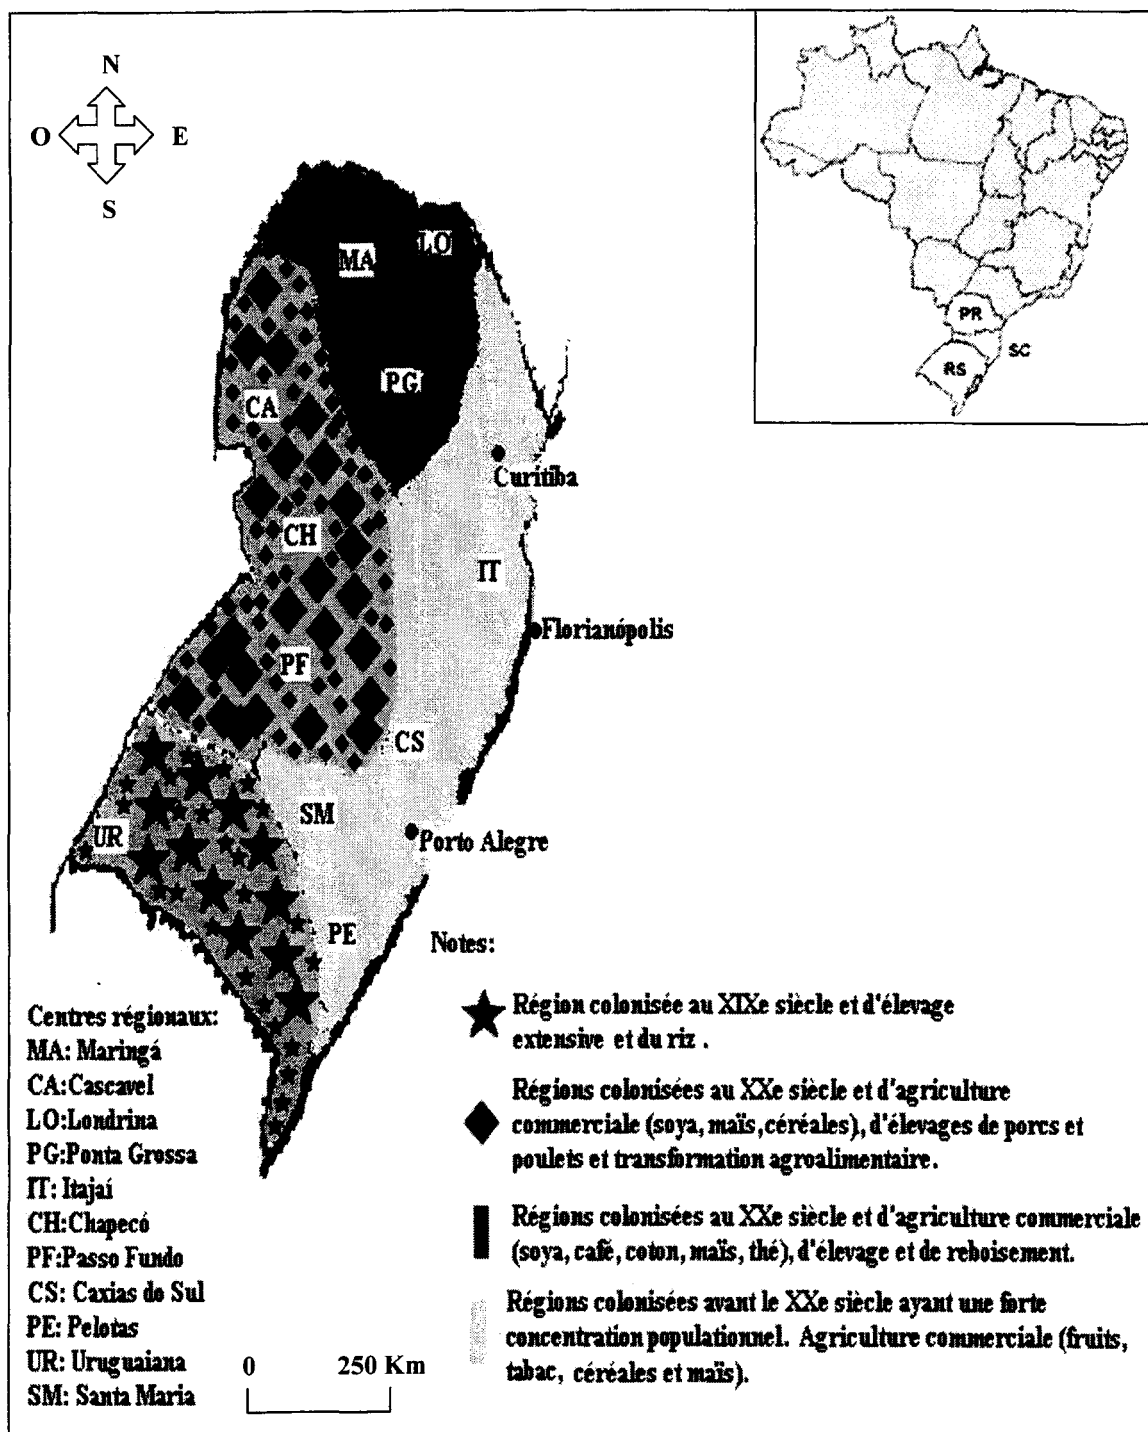 N
O E
S
PR
SC
RS
LO
MA
PG
CA
Curitiba
CH
IT
Florianópolis
PF
CS
SM
UR
Porto Alegre
PE
Notes:
Centres régionaux:
MA: Maringá
CA:Cascavel
LO:Londrina
PG:Ponta Grossa
IT: Itajaí
CH:Chapecó
PF:Passo Fundo
CS: Caxias do Sul
PE: Pelotas
UR: Uruguaiana
SM: Santa Maria
0 250 Km
Région colonisée au XIXe siècle et d'élevage
extensive et du riz .
Régions colonisées au XXe siècle et d'agriculture
commerciale (soya, maïs,céréales), d'élevages de porcs et
poulets et transformation agroalimentaire.
Régions colonisées au XXe siècle et d'agriculture commerciale
(soya, café, coton, maïs, thé), d'élevage et de reboisement.
Régions colonisées avant le XXe siècle ayant une forte
concentration populationnel. Agriculture commerciale (fruits,
tabac, céréales et maïs).